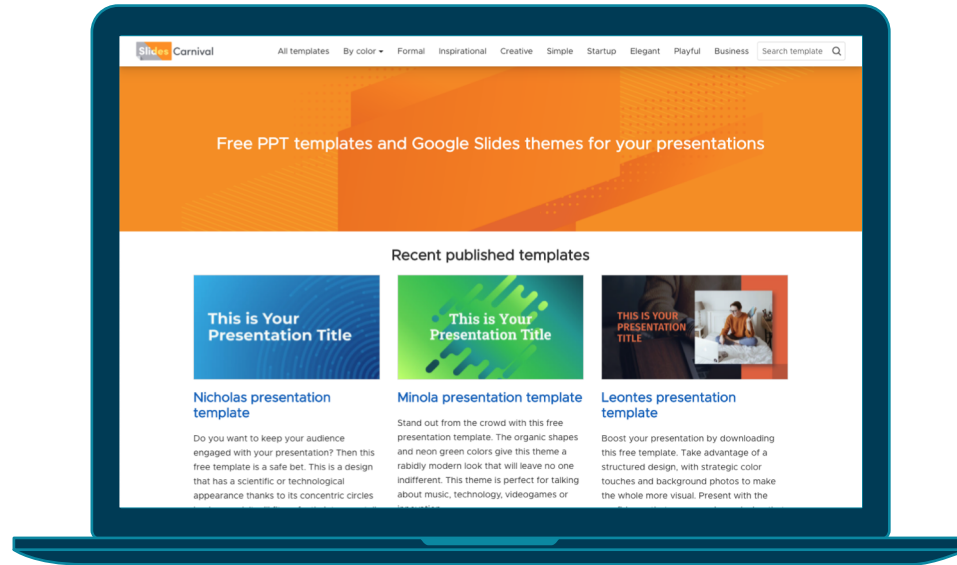 Slides Carnival
All templates By color Formal Inspirational Creative Simple Startup Elegant Playful Business Search template
Free PPT templates and Google Slides themes for your presentations
Recent published templates
This is Your
Presentation Title
This is Your
Presentation Title
THIS IS YOUR
PRESENTATION
TITLE
Nicholas presentation
template
Do you want to keep your audience
engaged with your presentation? Then this
free template is a safe bet. This is a design
that has a scientific or technological
appearance thanks to its concentric circles
Minola presentation template
Stand out from the crowd with this free
presentation template. The organic shapes
and neon green colors give this theme a
rabidly modern look that will leave no one
indifferent. This theme is perfect for talking
about music, technology, videogames or
Leontes presentation
template
Boost your presentation by downloading
this free template. Take advantage of a
structured design, with strategic color
touches and background photos to make
the whole more visual. Present with the